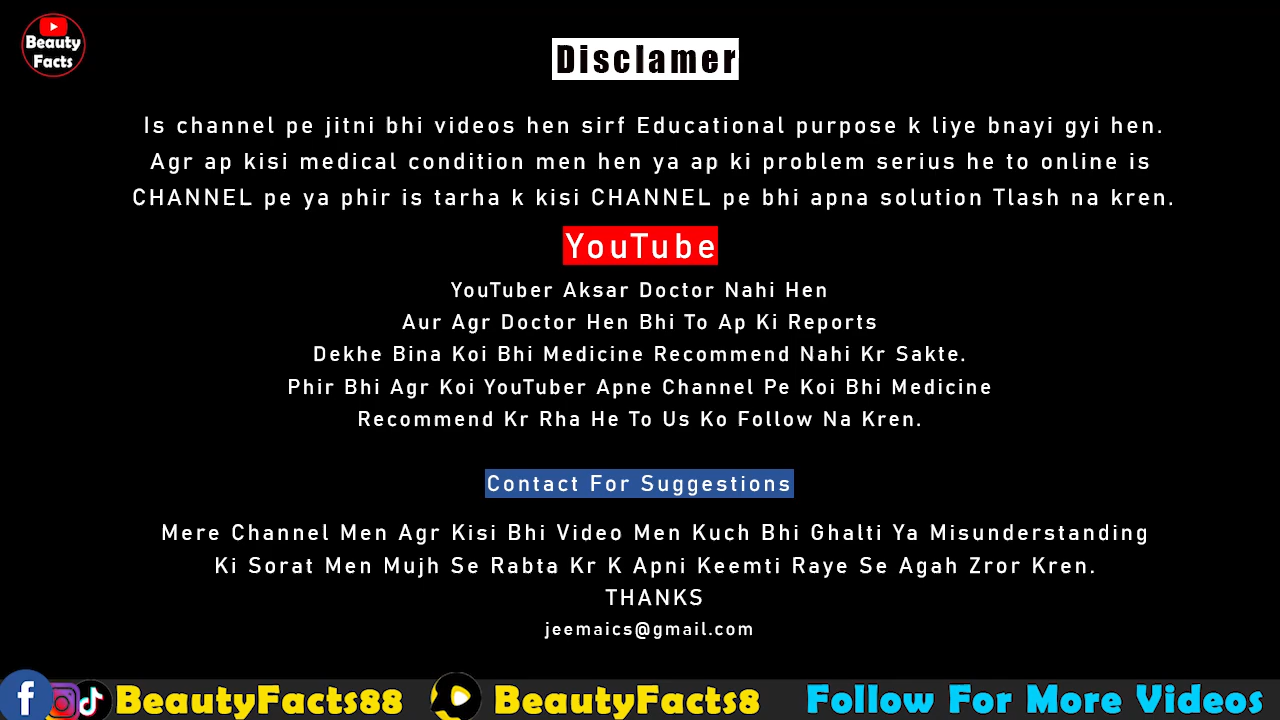 Beauty
Facts
Disclamer
Is channel pe jitni bhi videos hen sirf Educational purpose k liye bnayi gyi hen.
Agr ap kisi medical condition men hen ya ap ki problem serius he to online is
CHANNEL pe ya phir is tarha k kisi CHANNEL pe bhi apna solution Tlash na kren.
YouTube
YouTuber Aksar Doctor Nahi Hen
Aur Agr Doctor Hen Bhi To Ap Ki Reports
Dekhe Bina Koi Bhi Medicine Recommend Nahi Kr Sakte.
Phir Bhi Agr Koi YouTuber Apne Channel Pe Koi Bhi Medicine
Recommend Kr Rha He To Us Ko Follow Na Kren.
Contact For Suggestions
Mere Channel Men Agr Kisi Bhi Video Men Kuch Bhi Ghalti Ya Misunderstanding
Ki Sorat Men Mujh Se Rabta Kr K Apni Keemti Raye Se Agah Zror Kren.
THANKS
jeemaics@gmail.com
f BeautyFacts88 BeautyFacts8 Follow For More Videos